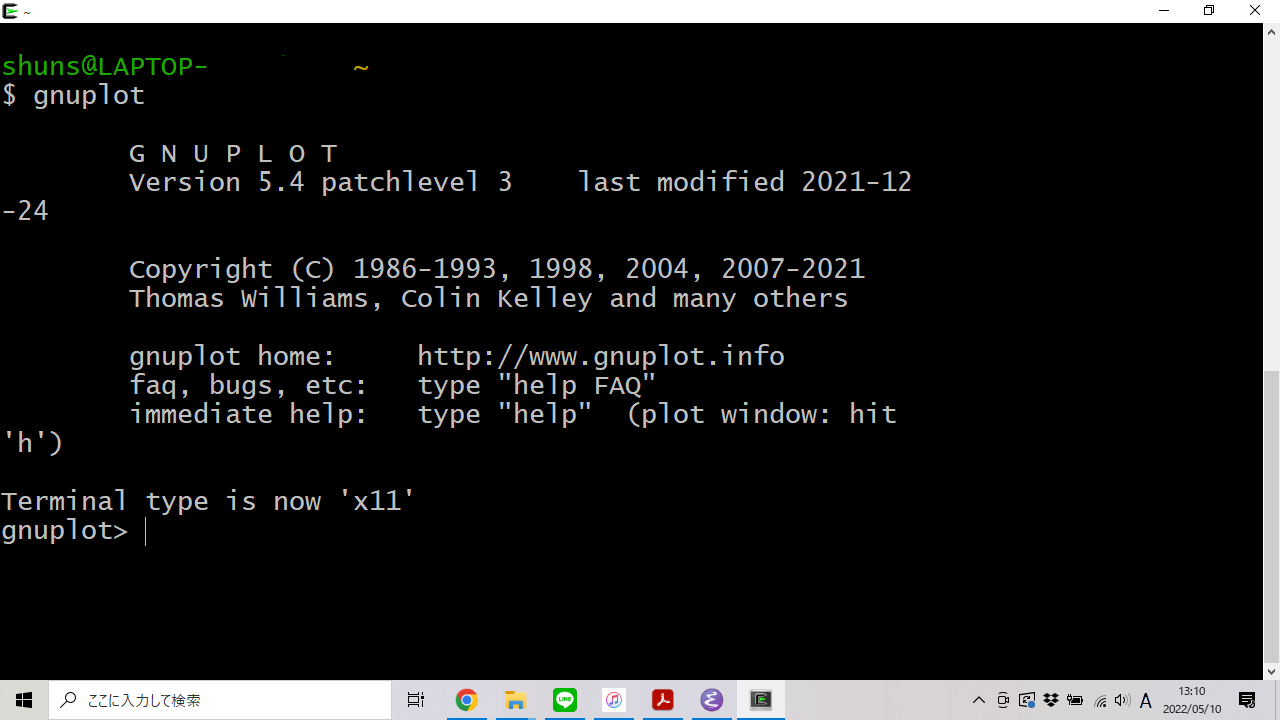 ~
shuns@LAPTOP- ~
$ gnuplot
G N U P L O T
Version 5.4 patchlevel 3    last modified 2021-12
-24
Copyright (C) 1986-1993, 1998, 2004, 2007-2021
Thomas Williams, Colin Kelley and many others
gnuplot home:     http://www.gnuplot.info
faq, bugs, etc:   type "help FAQ"
immediate help:   type "help"  (plot window: hit
'h')
Terminal type is now 'x11'
gnuplot>
ここに入力して検索
LINE
A
13:10
2022/05/10